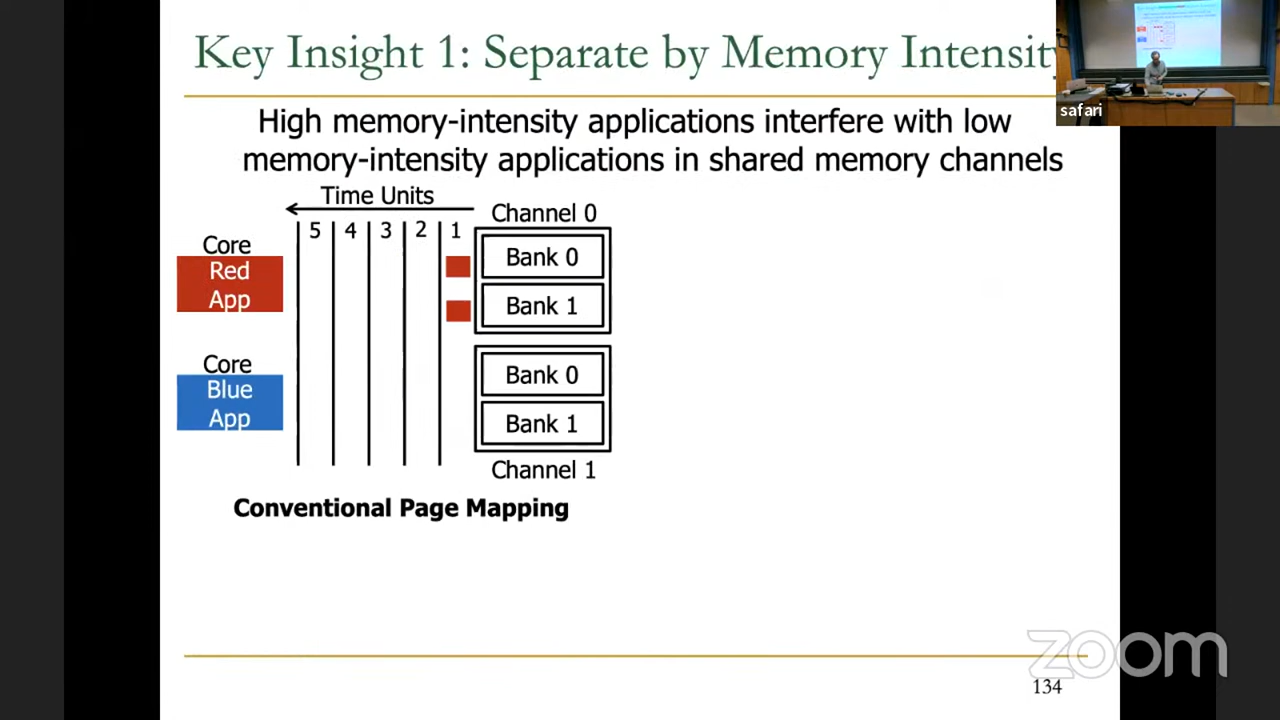 Key Insight 1: Separate by Memory Intensity
safari
High memory-intensity applications interfere with low
memory-intensity applications in shared memory channels
Time Units
Channel 0
5 4 3 2 1
Core
Red
App
Bank 0
Bank 1
Core
Blue
App
Bank 0
Bank 1
Channel 1
Conventional Page Mapping
zoom
134